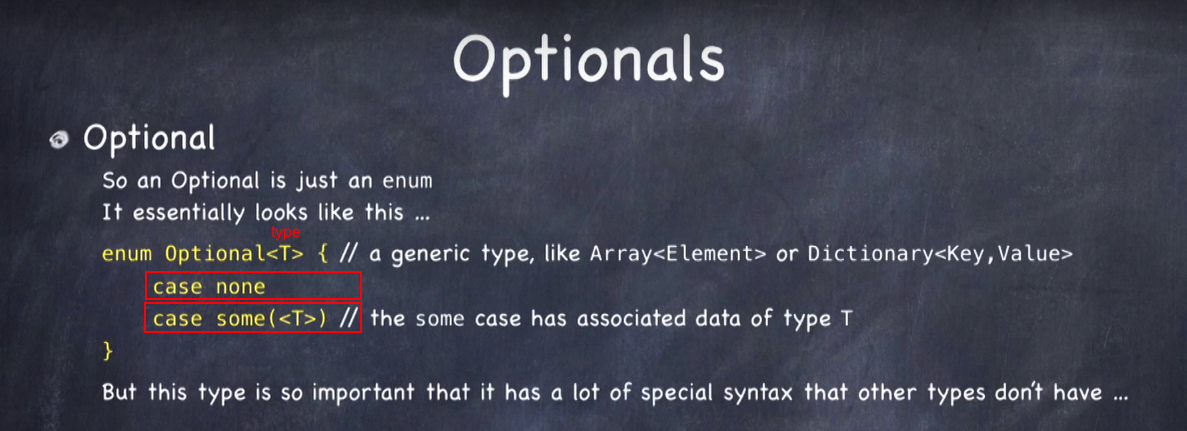 Optionals
Optional
So an Optional is just an enum
It essentially looks like this ...
type
enum Optional<T> { // a generic type, like Array<Element> or Dictionary<Key,Value>
case none
case some(<T>) // the some case has associated data of type T
}
But this type is so important that it has a lot of special syntax that other types don't have ...